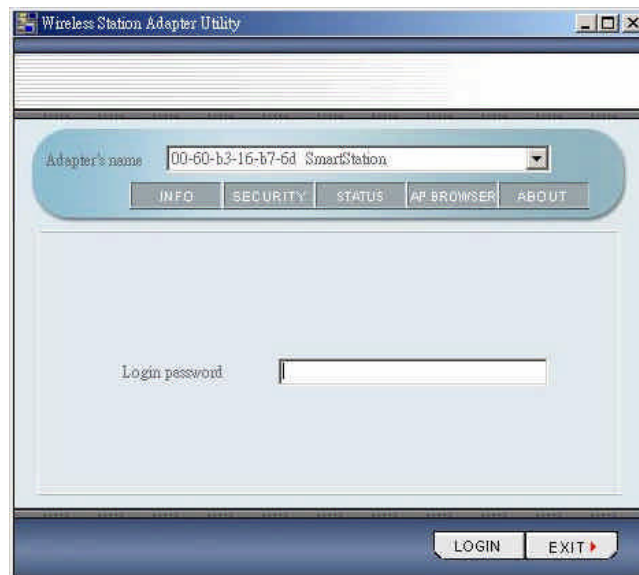 Wireless Station Adapter Utility
Adapter's name 00-60-b3-16-b7-6d SmartStation
INFO SECURITY STATUS AP BROWSER ABOUT
Login password
LOGIN EXIT